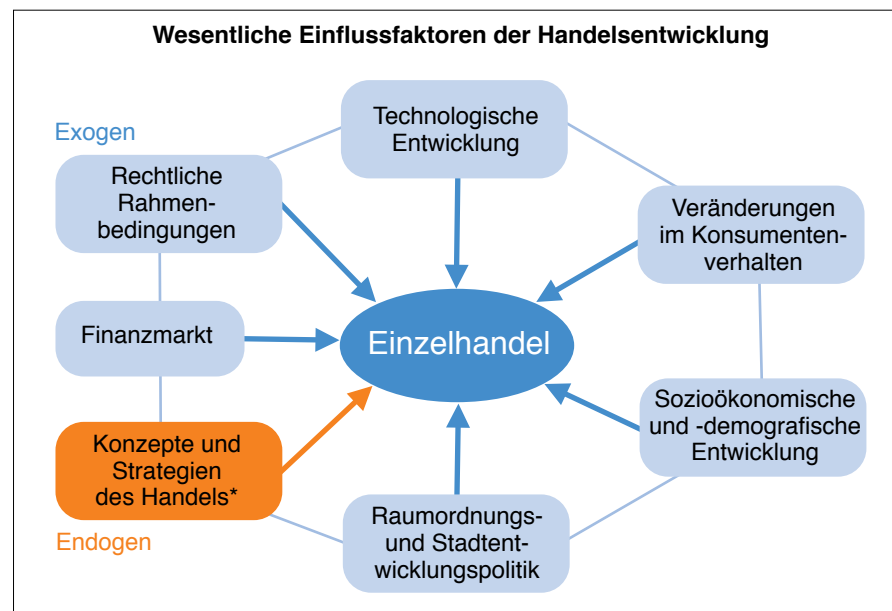 Wesentliche Einflussfaktoren der Handelsentwicklung
Exogen
Technologische
Entwicklung
Rechtliche
Rahmen-
bedingungen
Veränderungen
im Konsumenten-
verhalten
Finanzmarkt
Einzelhandel
Sozioökonomische
und -demografische
Entwicklung
Konzepte und
Strategien
des Handels*
Raumordnungs-
und Stadtent-
wicklungspolitik
Endogen